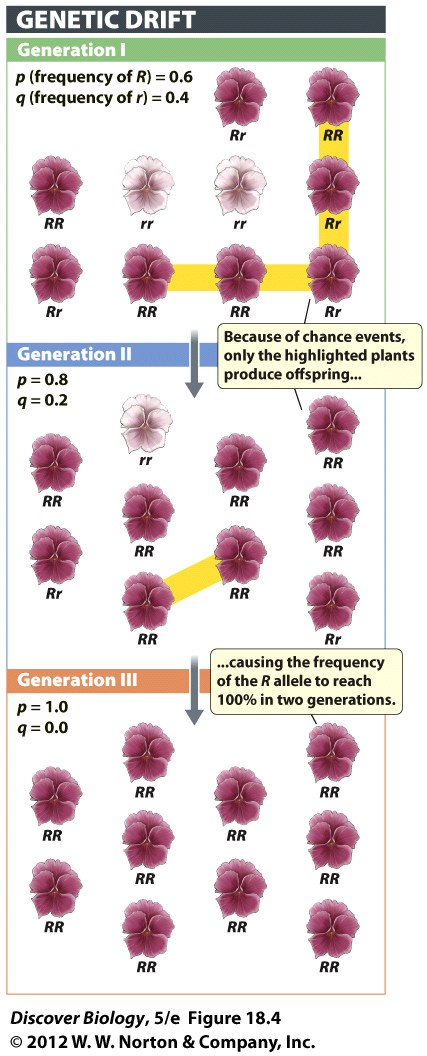 GENETIC DRIFT
Generation I
p (frequency of R) = 0.6
q (frequency of r) = 0.4
Rr RR
RR rr rr Rr
Rr RR RR Rr
Because of chance events,
only the highlighted plants
produce offspring...
Generation II
p = 0.8
q = 0.2
rr
RR
RR RR
RR RR
Rr RR
RR Rr
...causing the frequency
of the R allele to reach
100% in two generations.
Generation III
p = 1.0
q = 0.0
RR RR
RR RR
RR RR
RR RR
RR RR
Discover Biology, 5/e Figure 18.4
© 2012 W. W. Norton & Company, Inc.